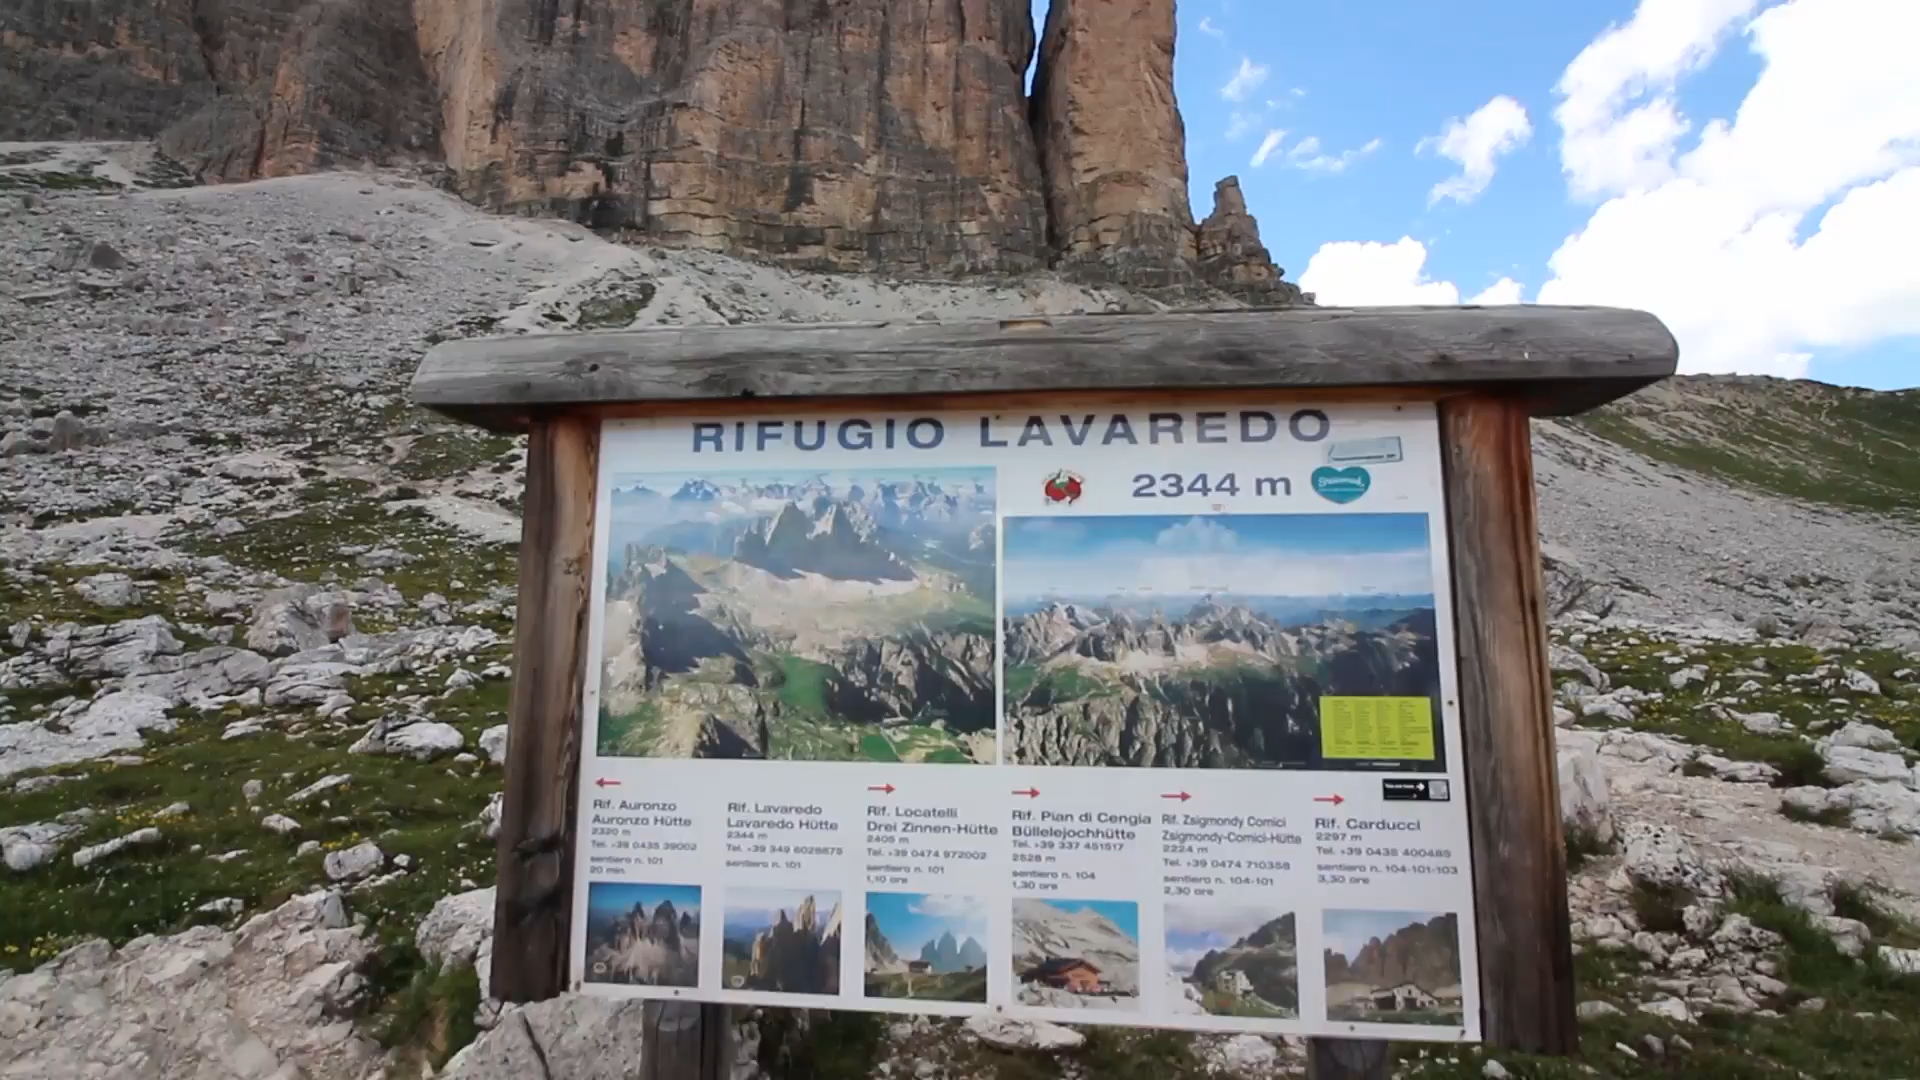 RIFUGIO LAVAREDO
2344 m
Rif. Auronzo
Auronzo Hütte
2320 m
Tel. +39 0435 39002
sentiero n. 101
20 min.
Rif. Lavaredo
Lavaredo Hütte
2344 m
Tel. +39 349 6028675
sentiero n. 101
Rif. Locatelli
Drei Zinnen-Hütte
2405 m
Tel. +39 0474 972002
sentiero n. 101
1,10 ore
Rif. Pian di Cengia
Büllelejochhütte
Tel. +39 337 451517
2528 m
sentiero n. 104
1,30 ore
Rif. Zsigmondy Comici
Zsigmondy-Comici-Hütte
2224 m
Tel. +39 0474 710358
sentiero n. 104-101
2,30 ore
Rif. Carducci
2297 m
Tel. +39 0435 400485
sentiero n. 104-101-103
3,30 ore